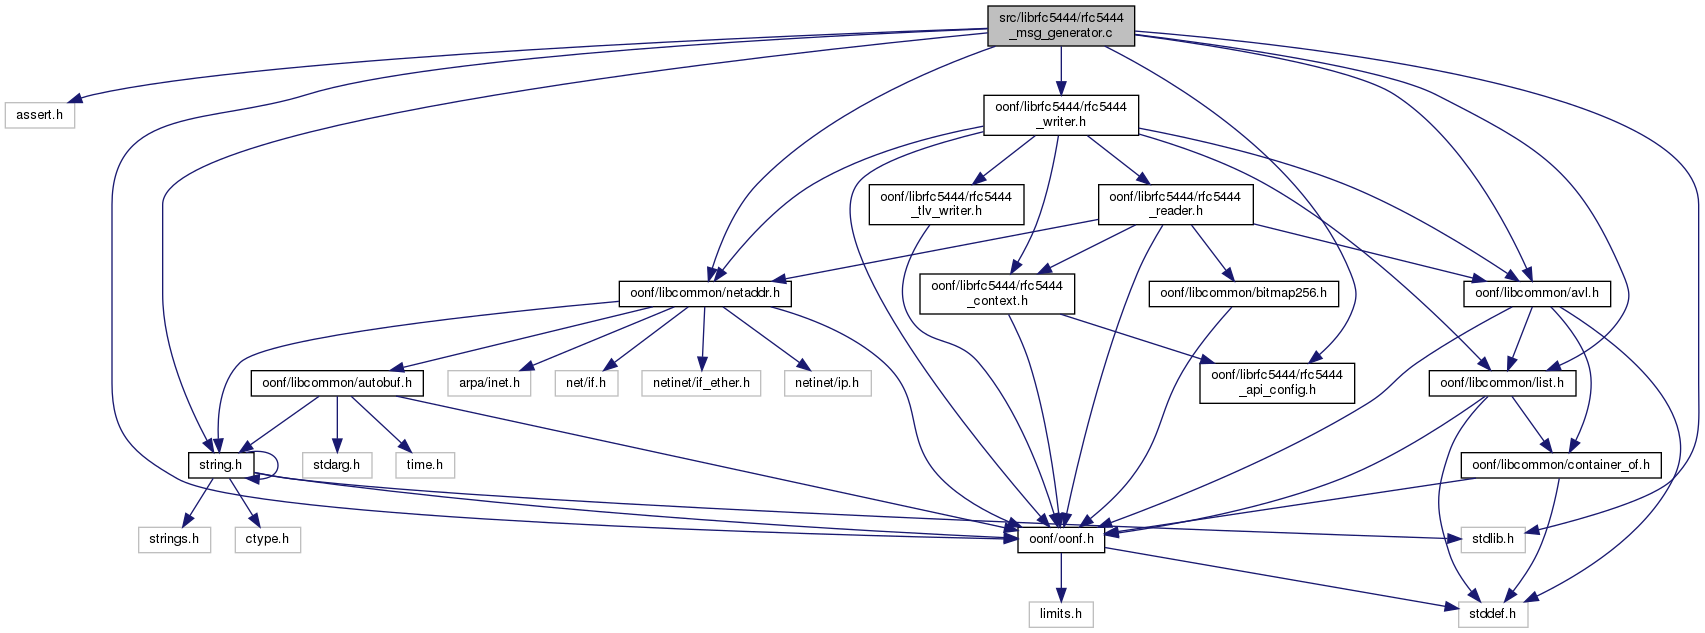 src/librfc5444/rfc5444
_msg_generator.c
assert.h
oonf/librfc5444/rfc5444
_writer.h
oonf/librfc5444/rfc5444
_tlv_writer.h
oonf/librfc5444/rfc5444
_reader.h
oonf/libcommon/netaddr.h
oonf/librfc5444/rfc5444
_context.h
oonf/libcommon/bitmap256.h
oonf/libcommon/avl.h
oonf/libcommon/autobuf.h
arpa/inet.h
net/if.h
netinet/if_ether.h
netinet/ip.h
oonf/librfc5444/rfc5444
_api_config.h
oonf/libcommon/list.h
string.h
stdarg.h
time.h
oonf/libcommon/container_of.h
strings.h
ctype.h
oonf/oonf.h
stdlib.h
limits.h
stddef.h